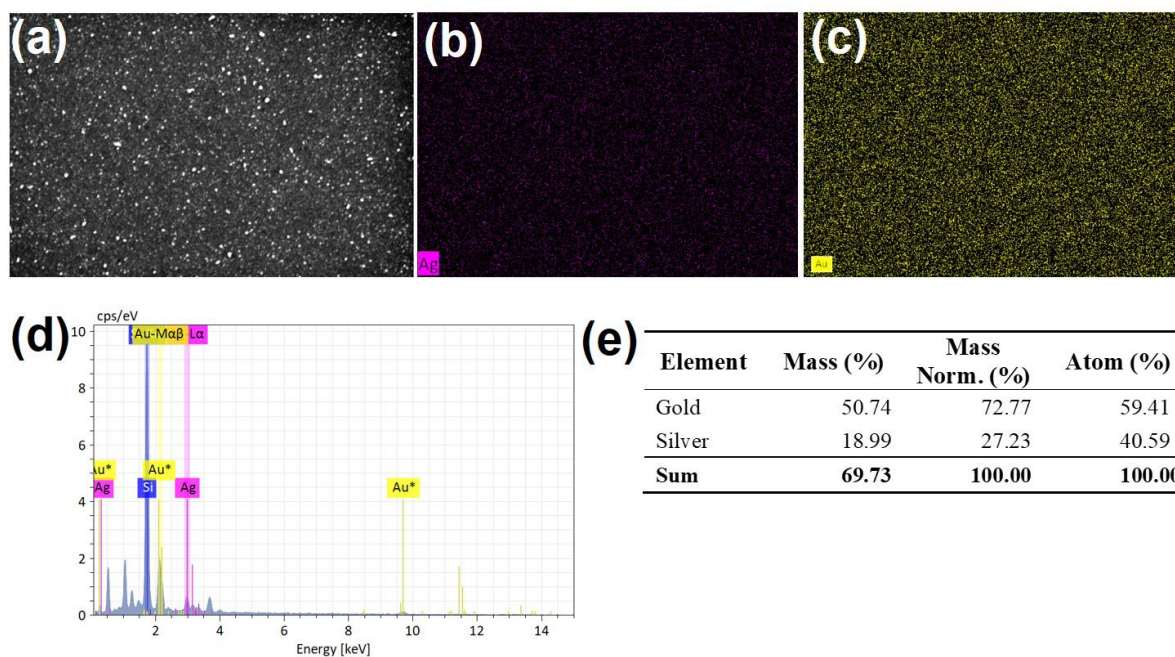 (a)
(b)
(c)
Ag
Au
(d)
cps/eV
10
8
6
4
2
0
Au-Mαβ
-Lα
Au*
Ag
Si
Au*
Ag
Au*
2
4
6
8
10
12
14
Energy [keV]
(e)
Element Mass (%) Mass Norm. (%) Atom (%)
Gold 50.74 72.77 59.41
Silver 18.99 27.23 40.59
Sum 69.73 100.00 100.00